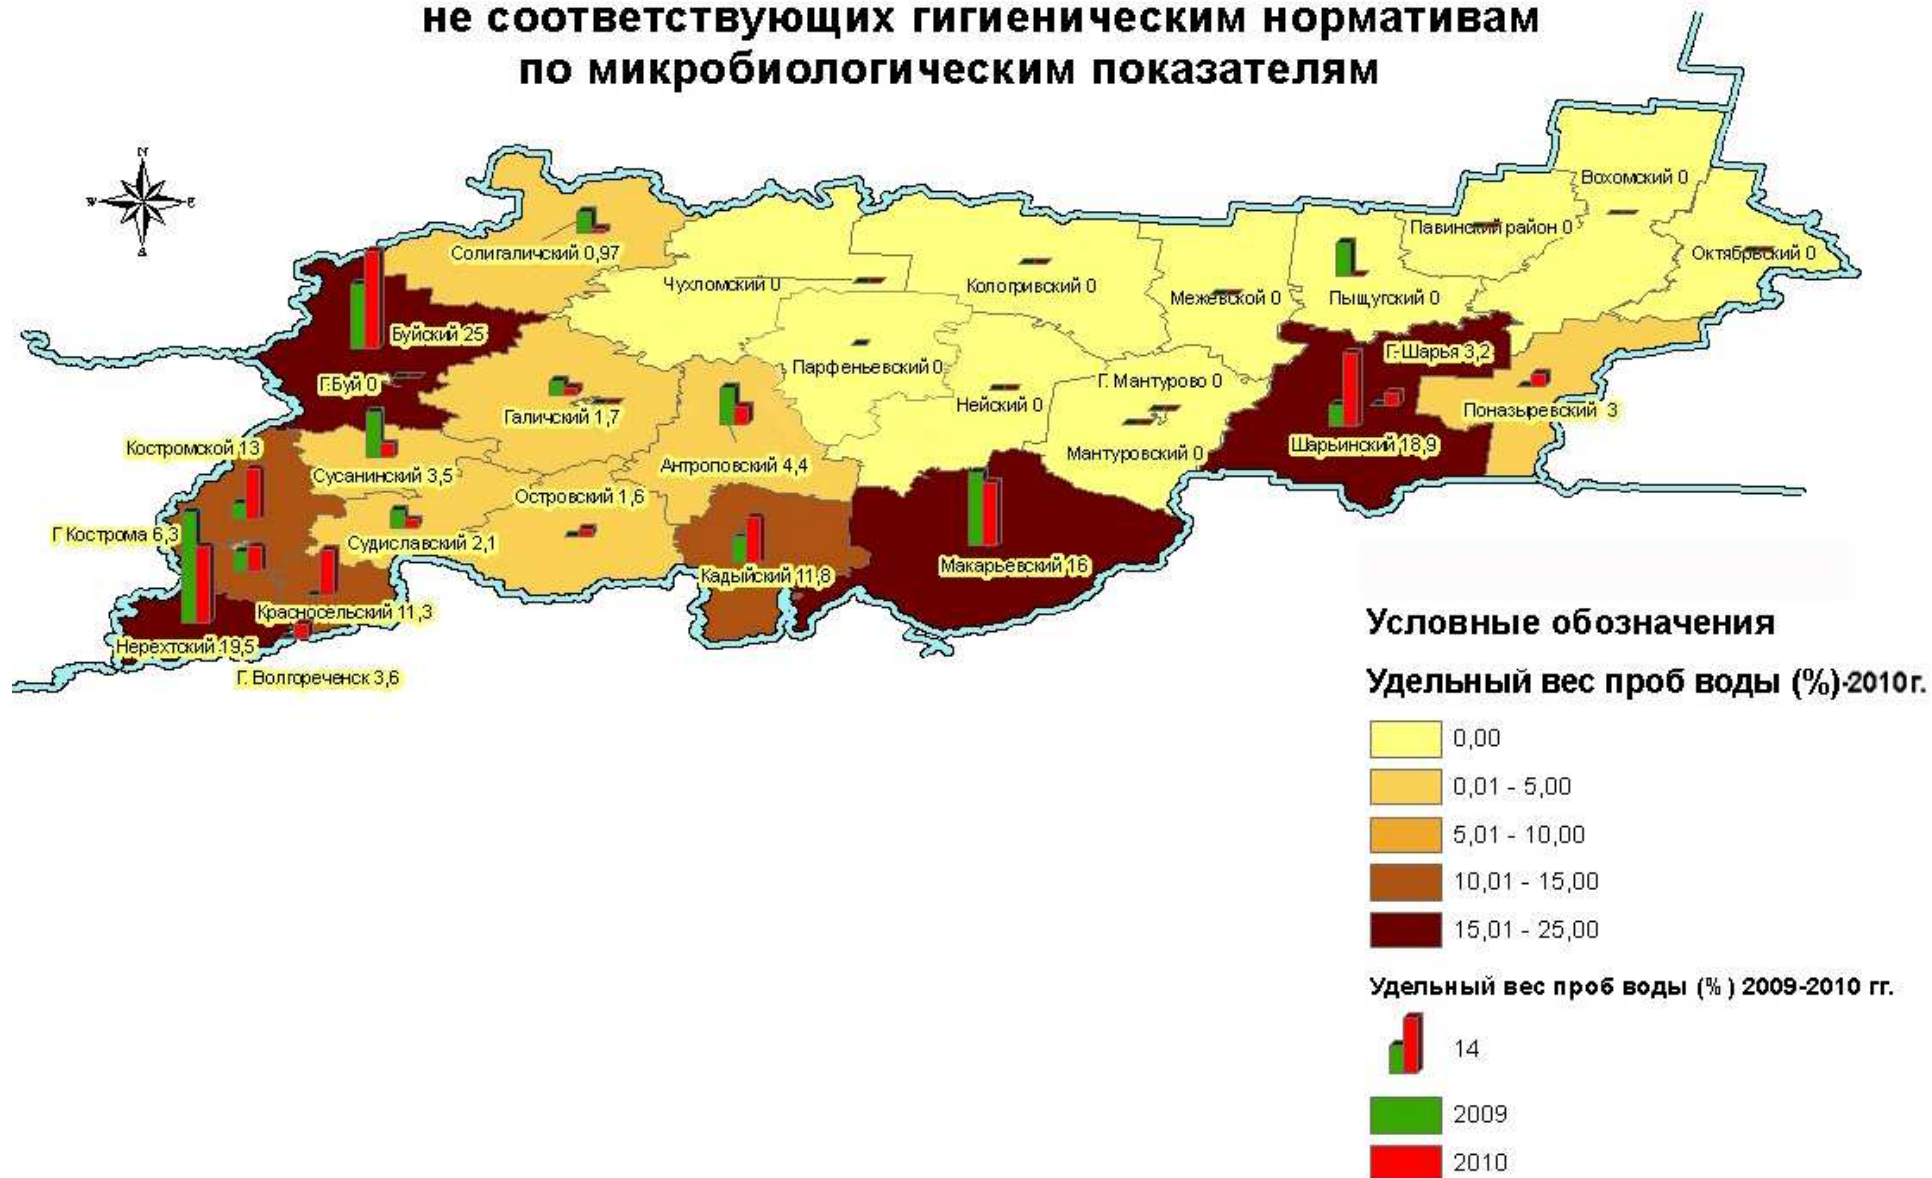 не соответствующих гигиеническим нормативам
по микробиологическим показателям
N
W
E
Вохомский 0
Павинский район 0
Октябрьский 0
Солигаличский 0,97
Чухломский 0
Кологривский 0
Межевской 0
Пыщугский 0
Буйский 25
Г.Буй 0
Галичский 1,7
Парфеньевский 0
Нейский 0
Г. Мантурово 0
Мантуровский 0
Г-Шарья 3,2
Шарьинский 18,9
Поназыревский 3
Костромской 13
Сусанинский 3,5
Антроповский 4,4
Островский 1,6
Г Кострома 6,3
Судиславский 2,1
Кадыйский 11,8
Макарьевский 16
Красносельский 11,3
Нерехтский 19,5
Г. Волгореченск 3,6
Условные обозначения
Удельный вес проб воды (%)-2010г.
0,00
0,01 - 5,00
5,01 - 10,00
10,01 - 15,00
15,01 - 25,00
Удельный вес проб воды (% ) 2009-2010 гг.
14
2009
2010